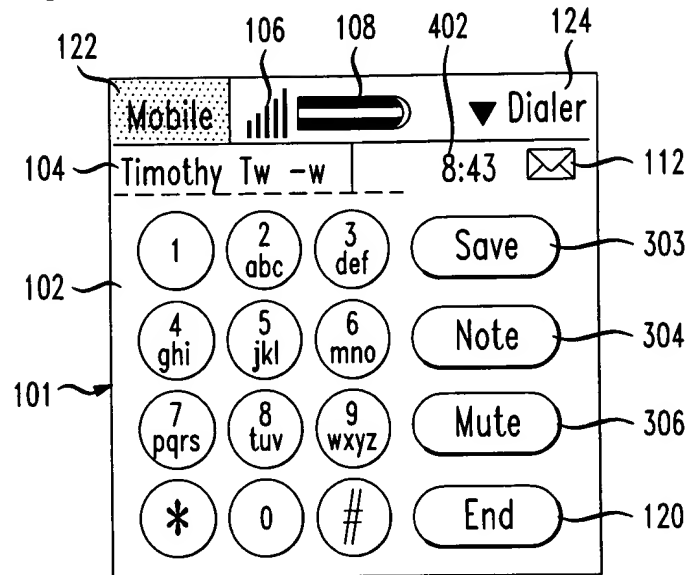 106 108 402 124
122
Mobile ▼ Dialer
104 Timothy Tw -w 8:43 112
1 2 abc 3 def Save 303
102
4 ghi 5 jkl 6 mno Note 304
101
7 pqrs 8 tuv 9 wxyz Mute 306
* 0 # End 120